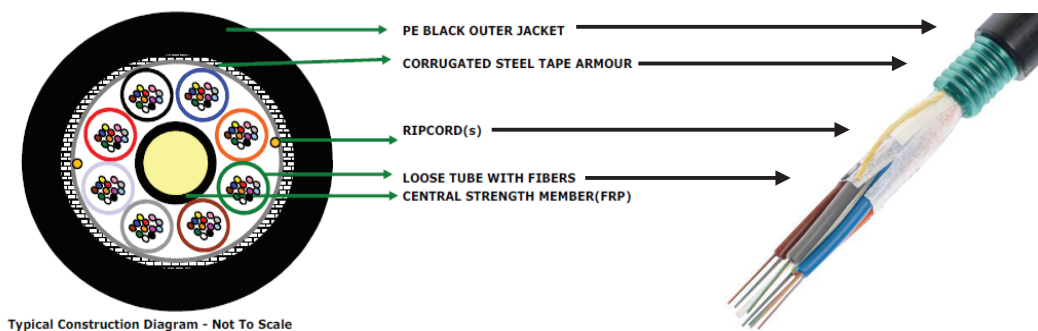 PE BLACK OUTER JACKET
CORRUGATED STEEL TAPE ARMOUR
RIPCORD(s)
LOOSE TUBE WITH FIBERS
CENTRAL STRENGTH MEMBER(FRP)
Typical Construction Diagram - Not To Scale